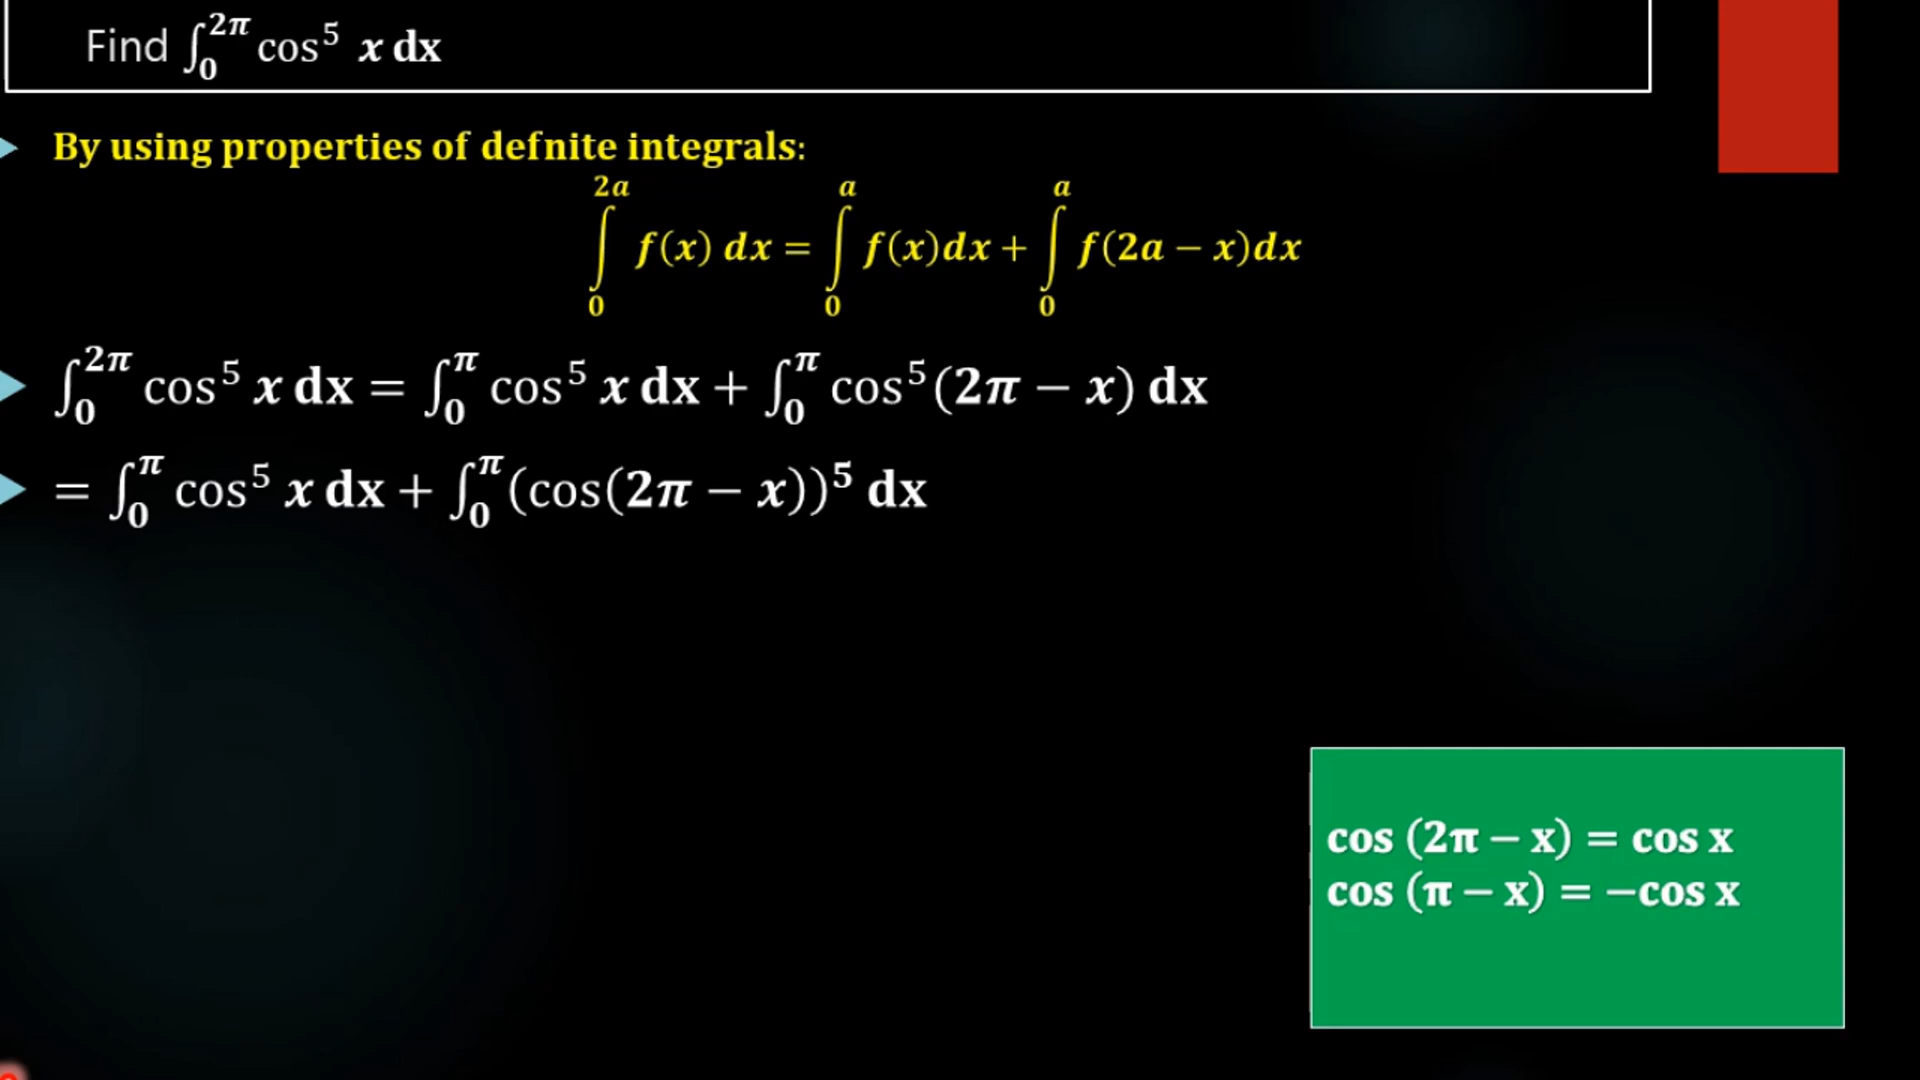 Find ∫₀^2π cos⁵ x dx
By using properties of defnite integrals:
∫₀^2a f(x) dx = ∫₀^a f(x)dx + ∫₀^a f(2a − x)dx
∫₀^2π cos⁵ x dx = ∫₀^π cos⁵ x dx + ∫₀^π cos⁵(2π − x) dx
= ∫₀^π cos⁵ x dx + ∫₀^π (cos(2π − x))⁵ dx
cos (2π − x) = cos x
cos (π − x) = −cos x